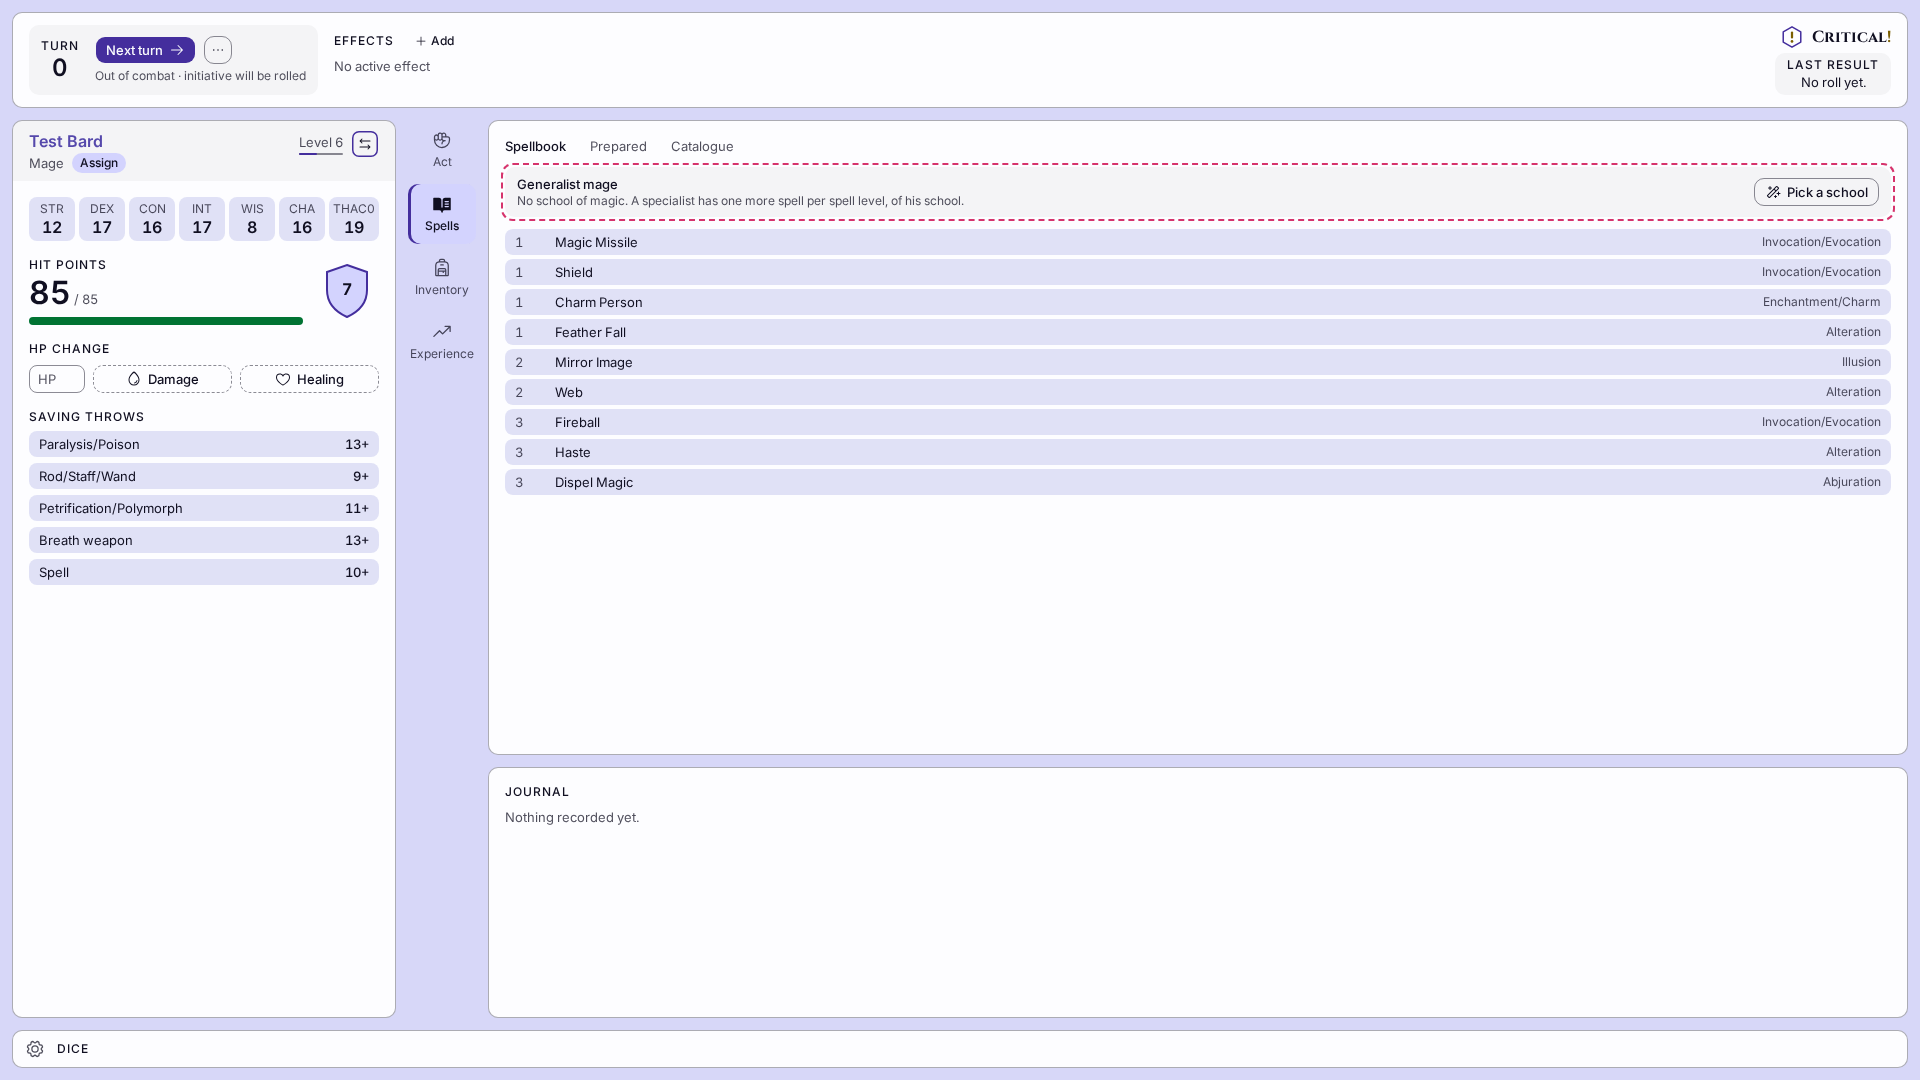 TURN
0
Next turn
...
Out of combat · initiative will be rolled
EFFECTS
Add
No active effect
CRITICAL!
LAST RESULT
No roll yet.
Test Bard
Mage
Assign
Level 6
STR
12
DEX
17
CON
16
INT
17
WIS
8
CHA
16
THAC0
19
HIT POINTS
85 / 85
7
HP CHANGE
HP
Damage
Healing
SAVING THROWS
Paralysis/Poison 13+
Rod/Staff/Wand 9+
Petrification/Polymorph 11+
Breath weapon 13+
Spell 10+
Act
Spells
Inventory
Experience
Spellbook Prepared Catalogue
Generalist mage
No school of magic. A specialist has one more spell per spell level, of his school.
Pick a school
1 Magic Missile Invocation/Evocation
1 Shield Invocation/Evocation
1 Charm Person Enchantment/Charm
1 Feather Fall Alteration
2 Mirror Image Illusion
2 Web Alteration
3 Fireball Invocation/Evocation
3 Haste Alteration
3 Dispel Magic Abjuration
JOURNAL
Nothing recorded yet.
DICE